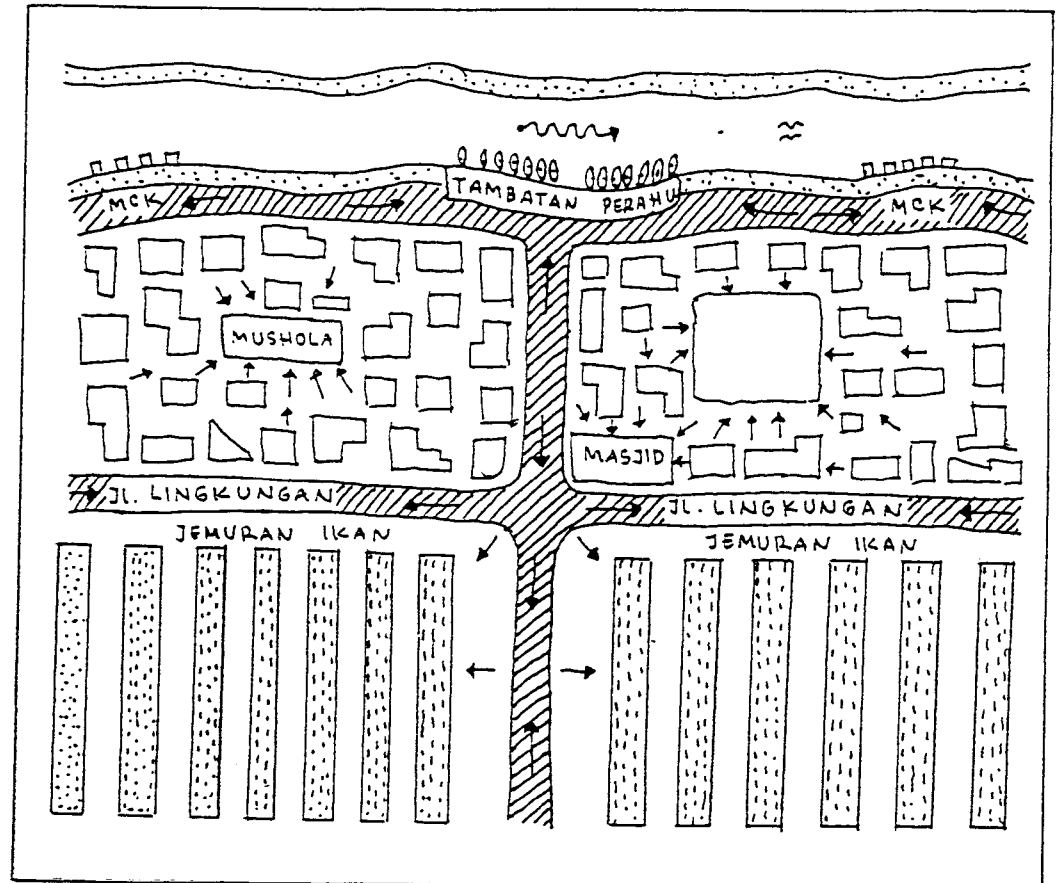 TAMBATAN PERAHU
MCK
MCK
MUSHOLA
MASJID
Jl. LINGKUNGAN
Jl. LINGKUNGAN
JEMURAN IKAN
JEMURAN IKAN